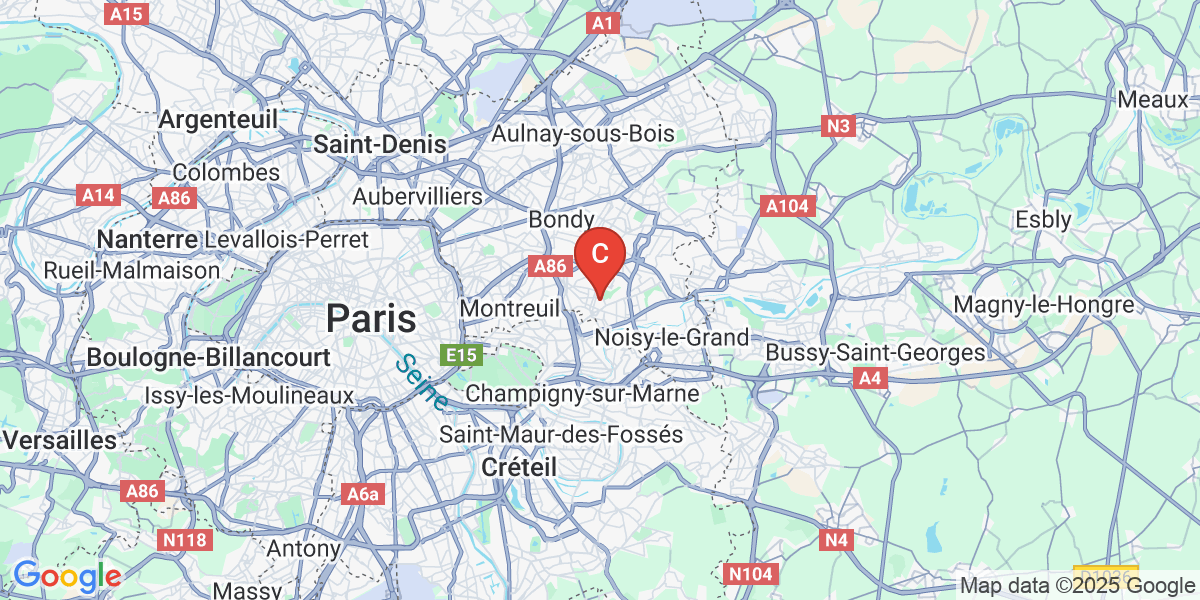 A15
A1
Meaux
Argenteuil
N3
Aulnay-sous-Bois
Saint-Denis
Colombes
A14
A86
Aubervilliers
A104
Bondy
Esbly
Nanterre
Levallois-Perret
C
Rueil-Malmaison
A86
Magny-le-Hongre
Montreuil
Paris
Noisy-le-Grand
Boulogne-Billancourt
E15
Bussy-Saint-Georges
Seine
A4
Issy-les-Moulineaux
Champigny-sur-Marne
Versailles
Saint-Maur-des-Fossés
Créteil
A86
A6a
N118
N4
Antony
Google
N104
Massy
Map data ©2025 Google